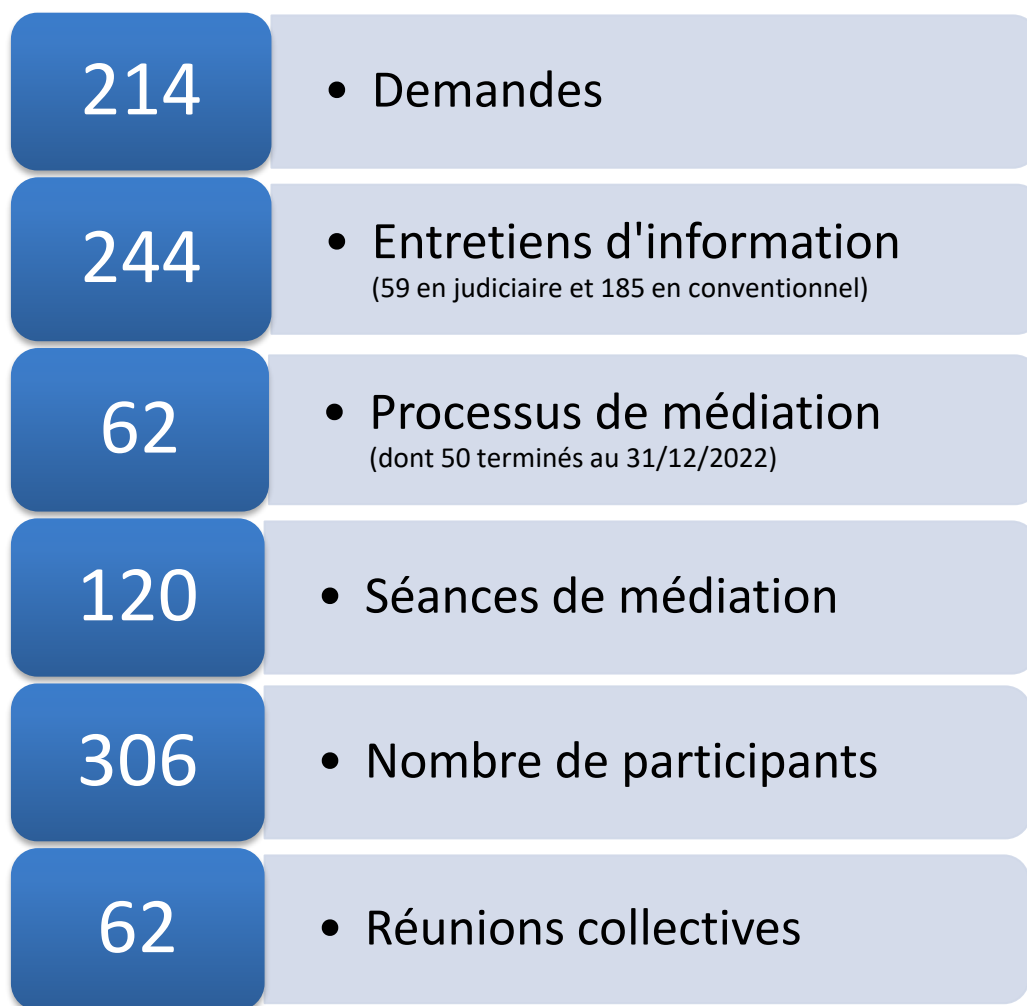 214
• Demandes
244
• Entretiens d'information
(59 en judiciaire et 185 en conventionnel)
62
• Processus de médiation
(dont 50 terminés au 31/12/2022)
120
• Séances de médiation
306
• Nombre de participants
62
• Réunions collectives